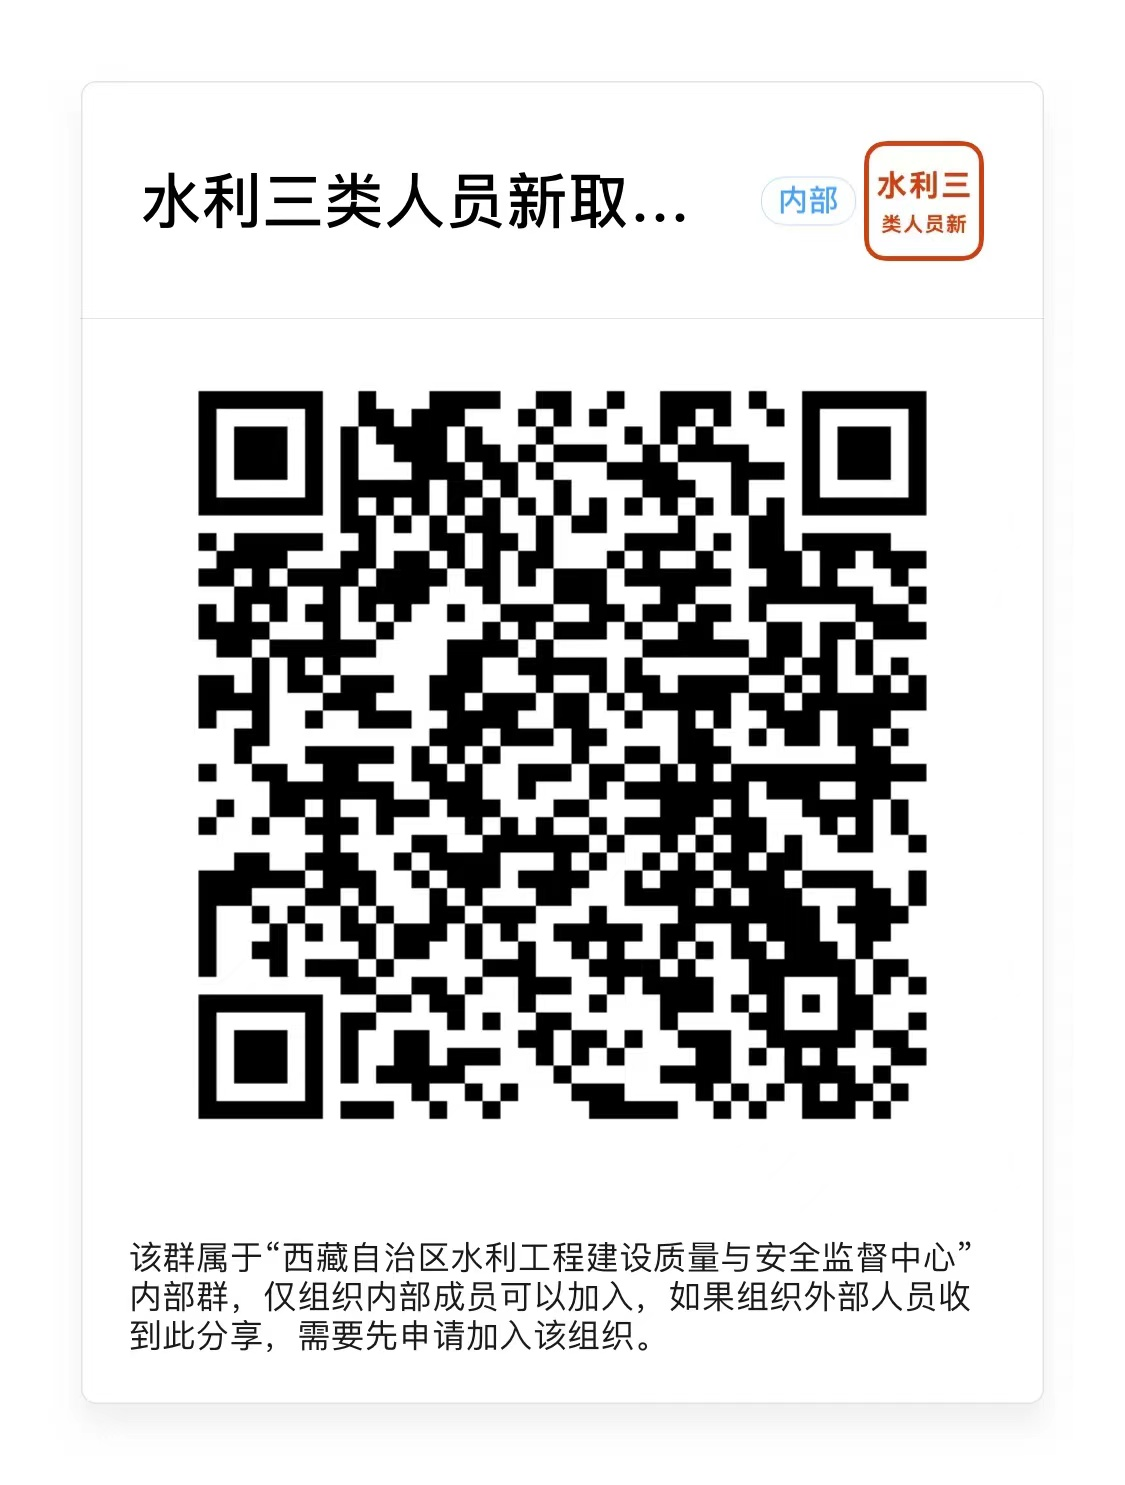 水利三类人员新取...
内部
水利三
类人员新
该群属于“西藏自治区水利工程建设质量与安全监督中心”
内部群，仅组织内部成员可以加入，如果组织外部人员收
到此分享，需要先申请加入该组织。